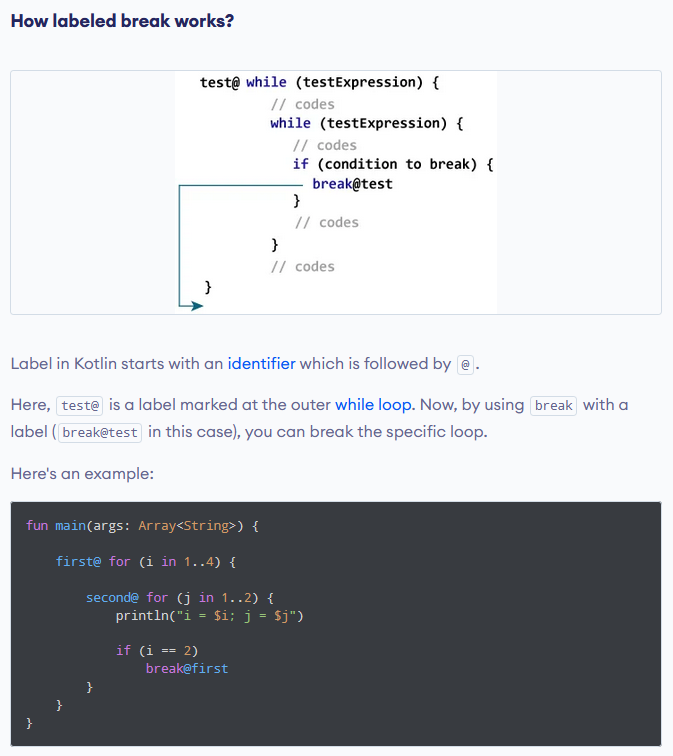 How labeled break works?
test@ while (testExpression) {
// codes
while (testExpression) {
// codes
if (condition to break) {
break@test
}
// codes
}
// codes
}
Label in Kotlin starts with an identifier which is followed by @ .
Here, test@ is a label marked at the outer while loop. Now, by using break with a
label ( break@test in this case), you can break the specific loop.
Here's an example:
fun main(args: Array<String>) {
first@ for (i in 1..4) {
second@ for (j in 1..2) {
println("i = $i; j = $j")
if (i == 2)
break@first
}
}
}